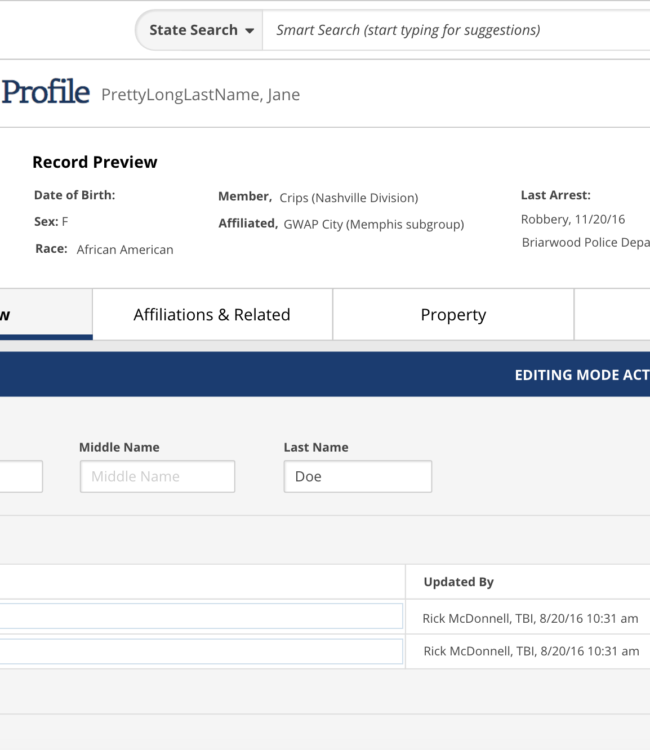 State Search Smart Search (start typing for suggestions)
Profile PrettyLongLastName, Jane
Record Preview
Date of Birth: Member, Crips (Nashville Division) Last Arrest:
Sex: F Affiliated, GWAP City (Memphis subgroup) Robbery, 11/20/16
Race: African American Briarwood Police Depa
w Affiliations & Related Property
EDITING MODE ACT
Middle Name Last Name
Middle Name Doe
Updated By
Rick McDonnell, TBI, 8/20/16 10:31 am
Rick McDonnell, TBI, 8/20/16 10:31 am